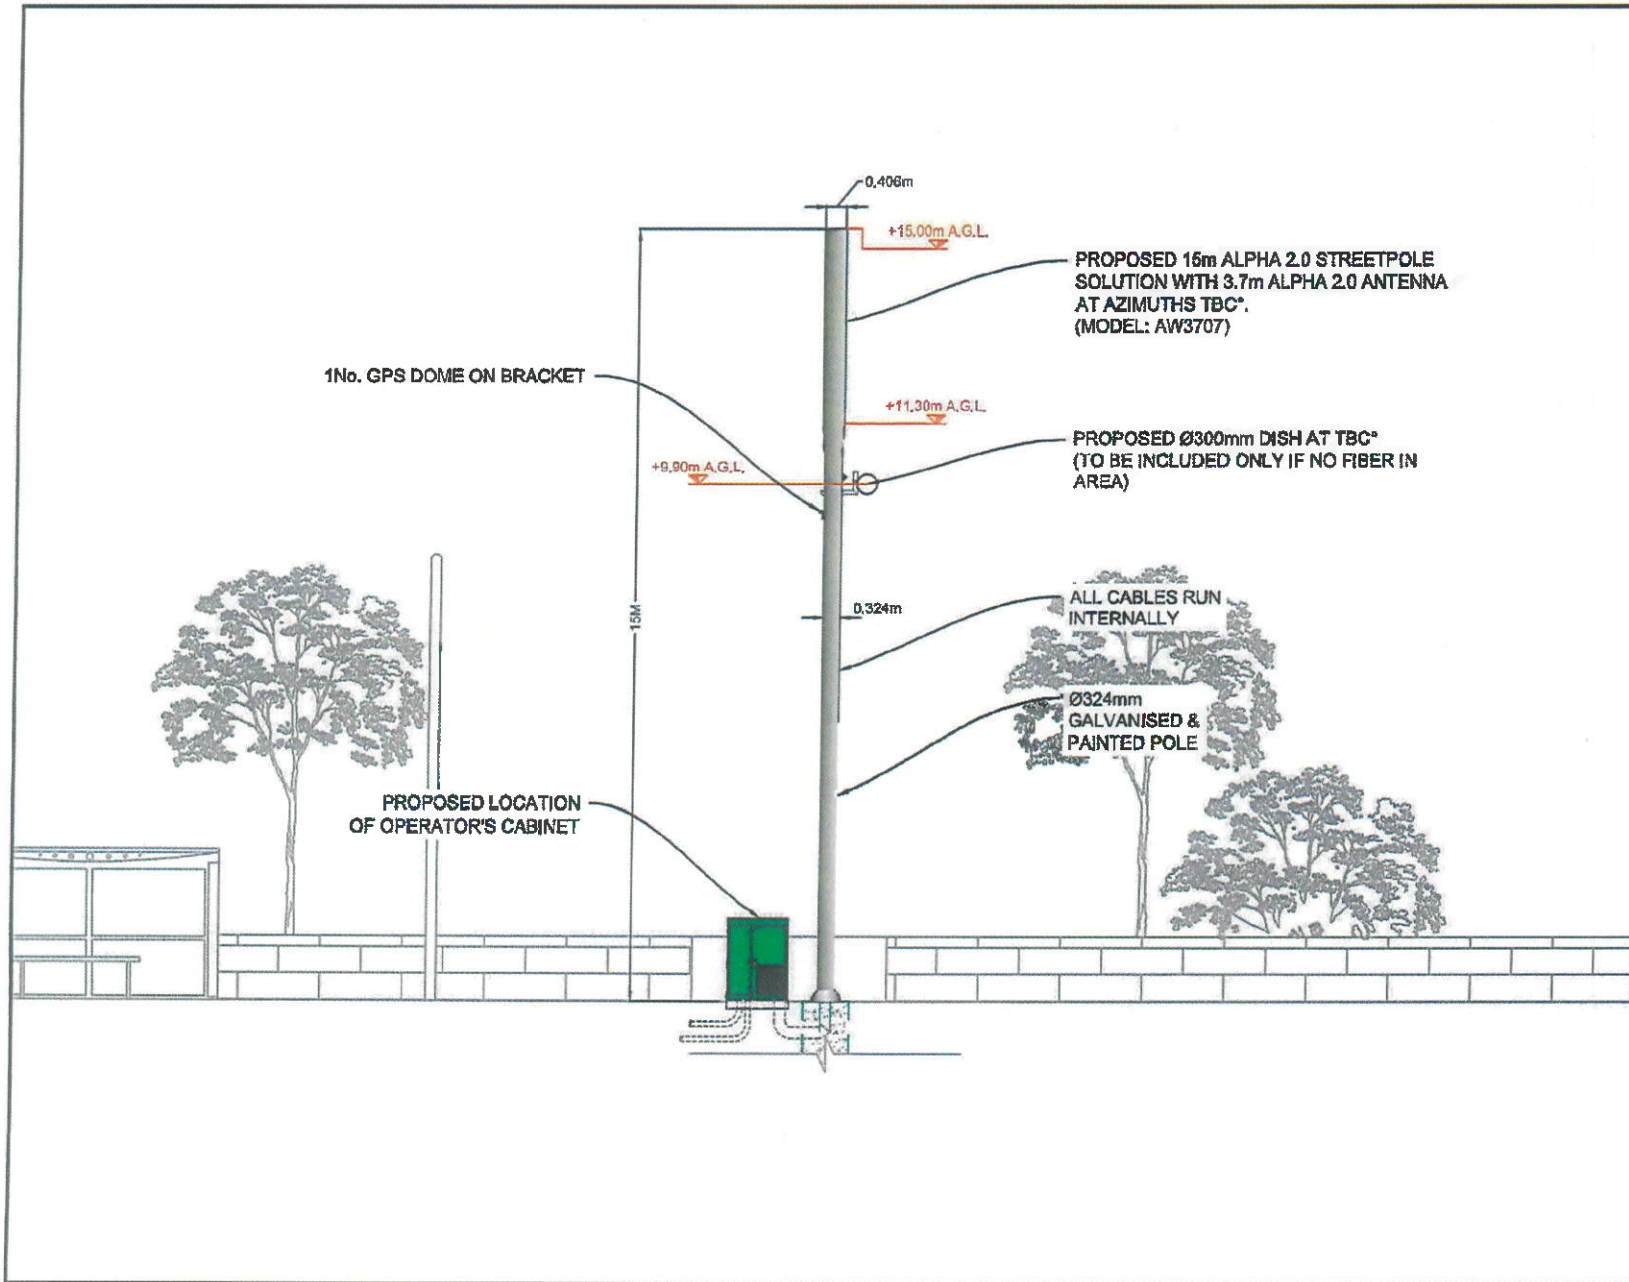 0.406m
+15.00m A.G.L.
PROPOSED 15m ALPHA 2.0 STREETPOLE
SOLUTION WITH 3.7m ALPHA 2.0 ANTENNA
AT AZIMUTHS TBC°.
(MODEL: AW3707)
1No. GPS DOME ON BRACKET
+11.30m A.G.L.
PROPOSED Ø300mm DISH AT TBC°
(TO BE INCLUDED ONLY IF NO FIBER IN
AREA)
+9.90m A.G.L.
15M
0.324m
ALL CABLES RUN
INTERNALLY
Ø324mm
GALVANISED &
PAINTED POLE
PROPOSED LOCATION
OF OPERATOR'S CABINET